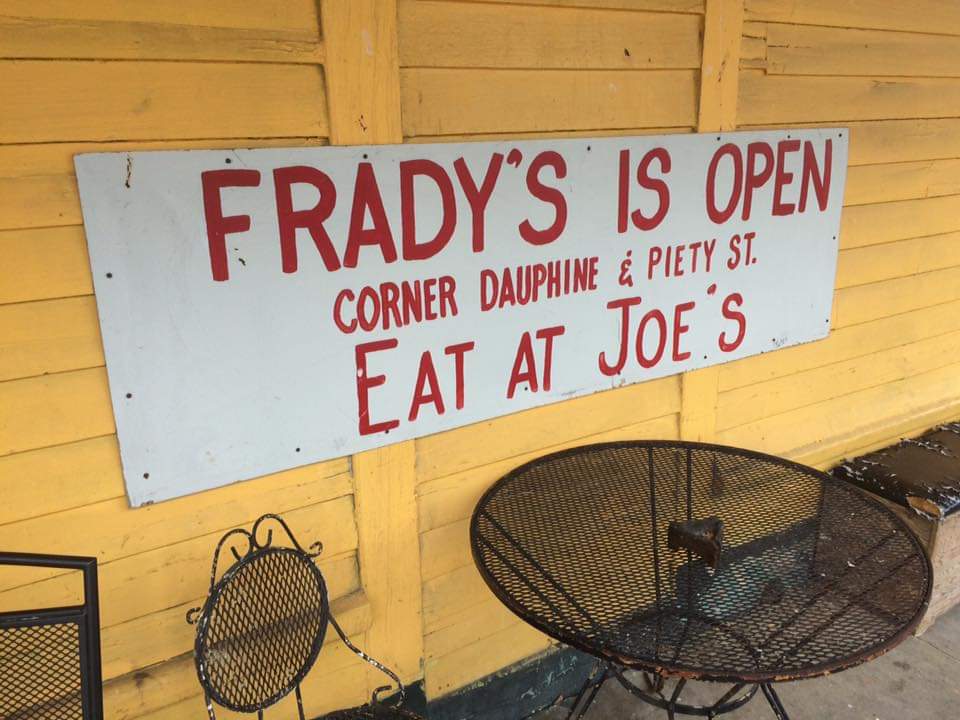 FRADY'S IS OPEN
CORNER DAUPHINE & PIETY ST.
EAT AT JOE'S